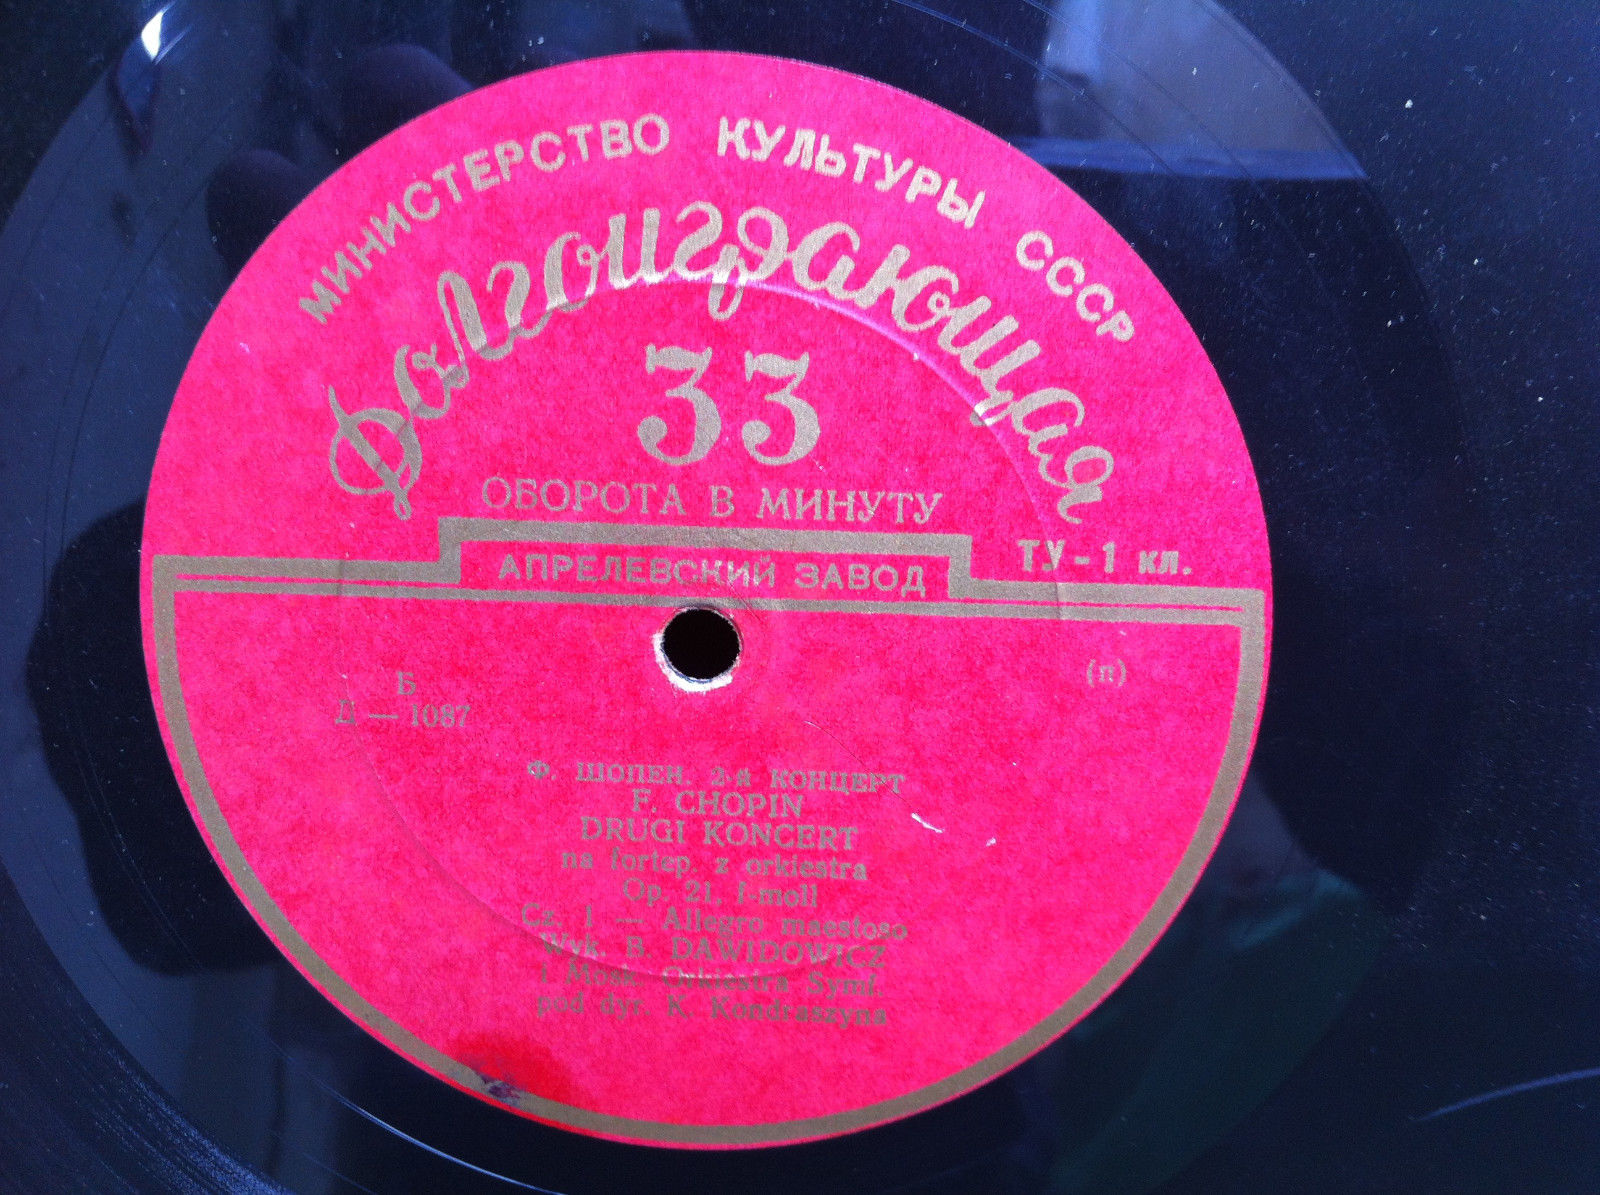 МИНИСТЕРСТВО КУЛЬТУРЫ СССР
Долгоиграющая
33
ОБОРОТА В МИНУТУ
АПРЕЛЕВСКИЙ ЗАВОД
ТУ-1 кл.
(п)
Б
Д — 1087
Ф. ШОПЕН. 2-й КОНЦЕРТ
F. CHOPIN
DRUGI KONCERT
na fortep. z orkiestra
Op. 21, f-moll
Cz. I — Allegro maestoso
Wyk. B. DAWIDOWICZ
i Mosk. Orkiestra Symf.
pod dyr. K. Kondraszyna